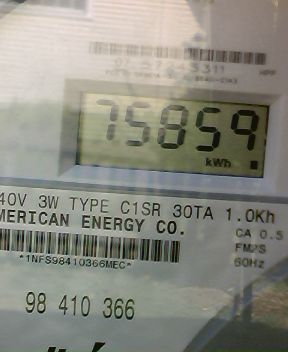 75859
kWh
40V 3W TYPE C1SR 30TA 1.0Kh
MERICAN ENERGY CO.
CA 0.5
FM2S
60Hz
*1NFS98410366MEC*
98 410 366